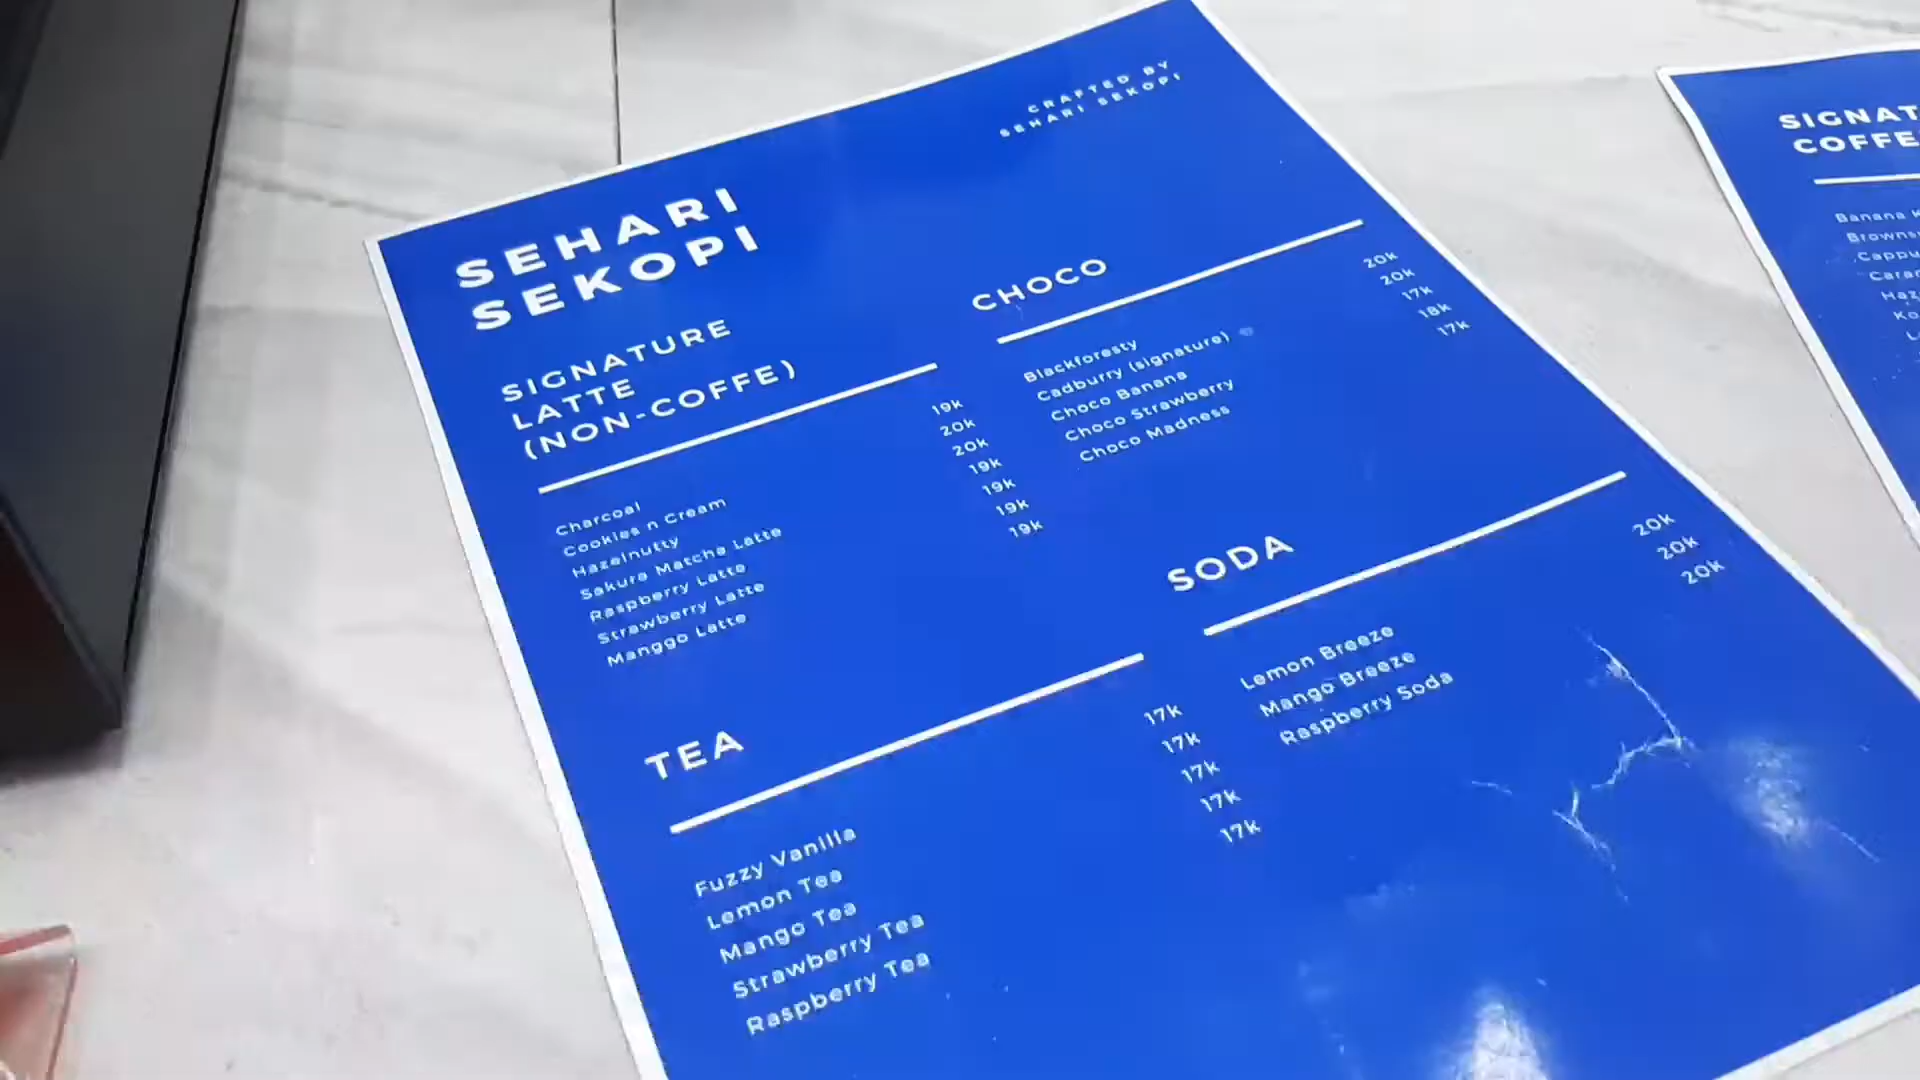 CRAFTED BY
SEHARI SEKOPI
SEHARI
SEKOPI
SIGNATURE
LATTE
(NON-COFFE)
Charcoal 19k
Cookies n Cream 20k
Hazelnutty 20k
Sakura Matcha Latte 19k
Raspberry Latte 19k
Strawberry Latte 19k
Manggo Latte 19k
CHOCO
Blackforesty 20k
Cadburry (signature) 20k
Choco Banana 17k
Choco Strawberry 18k
Choco Madness 17k
TEA
Fuzzy Vanilla 17k
Lemon Tea 17k
Mango Tea 17k
Strawberry Tea 17k
Raspberry Tea 17k
SODA
Lemon Breeze 20k
Mango Breeze 20k
Raspberry Soda 20k
SIGNAT
COFFE
Banana